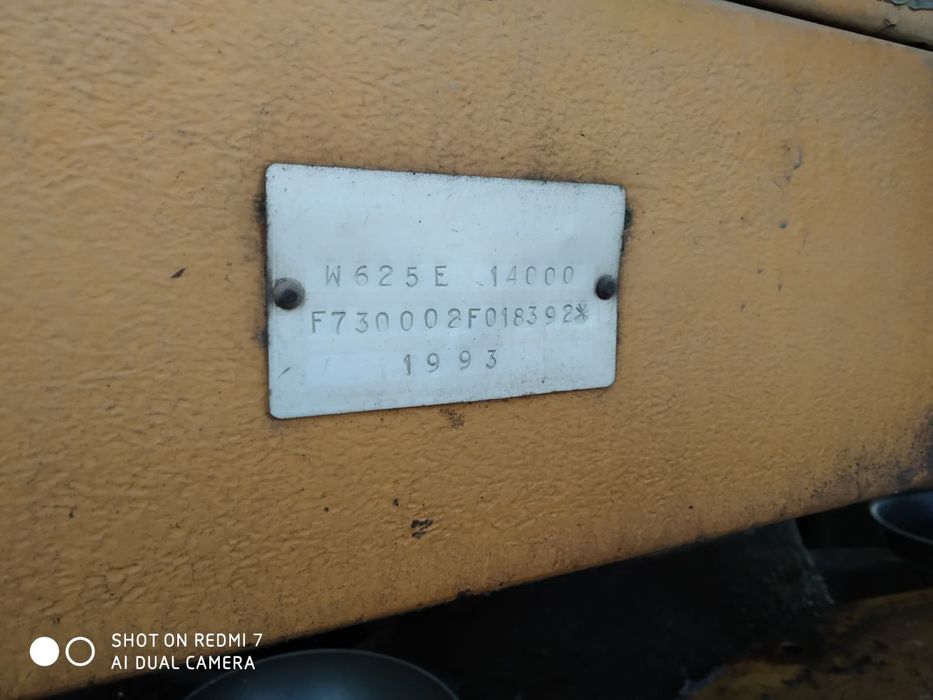 W625E 14000
F730002F018392*
1993
SHOT ON REDMI 7
AI DUAL CAMERA